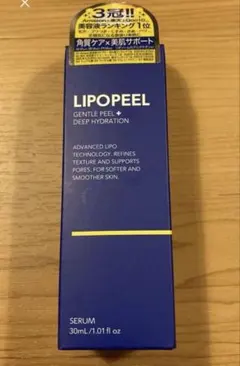 3冠!!
美容液ランキング1位
角質ケア×美肌サポート
LIPOPEEL
GENTLE PEEL +
DEEP HYDRATION
ADVANCED LIPO
TECHNOLOGY. REFINES
TEXTURE AND SUPPORTS
PORES, FOR SOFTER AND
SMOOTHER SKIN.
SERUM
30mL/1.01 fl oz